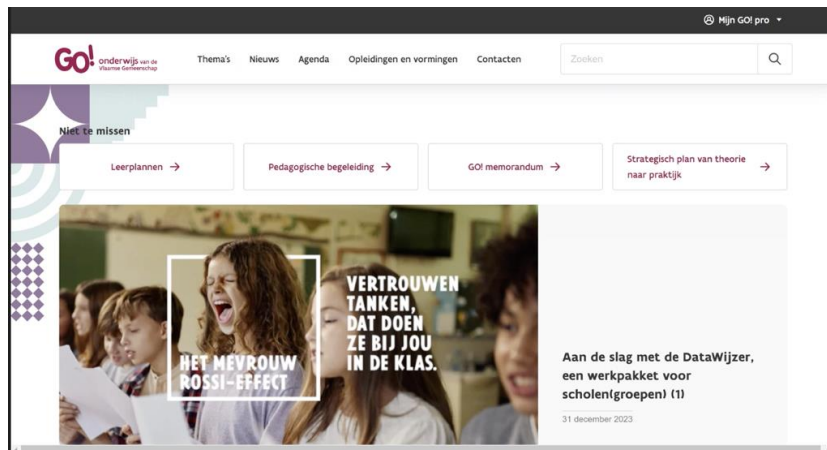 Mijn GO! pro
GO! onderwijs van de
Vlaamse Gemeenschap
Thema's
Nieuws
Agenda
Opleidingen en vormingen
Contacten
Zoeken
Niet te missen
Leerplannen →
Pedagogische begeleiding →
GO! memorandum →
Strategisch plan van theorie
naar praktijk →
VERTROUWEN
TANKEN,
DAT DOEN
ZE BIJ JOU
IN DE KLAS.
HET MEVROUW
ROSSI-EFFECT
Aan de slag met de DataWijzer,
een werkpakket voor
scholen(groepen) (1)
31 december 2023